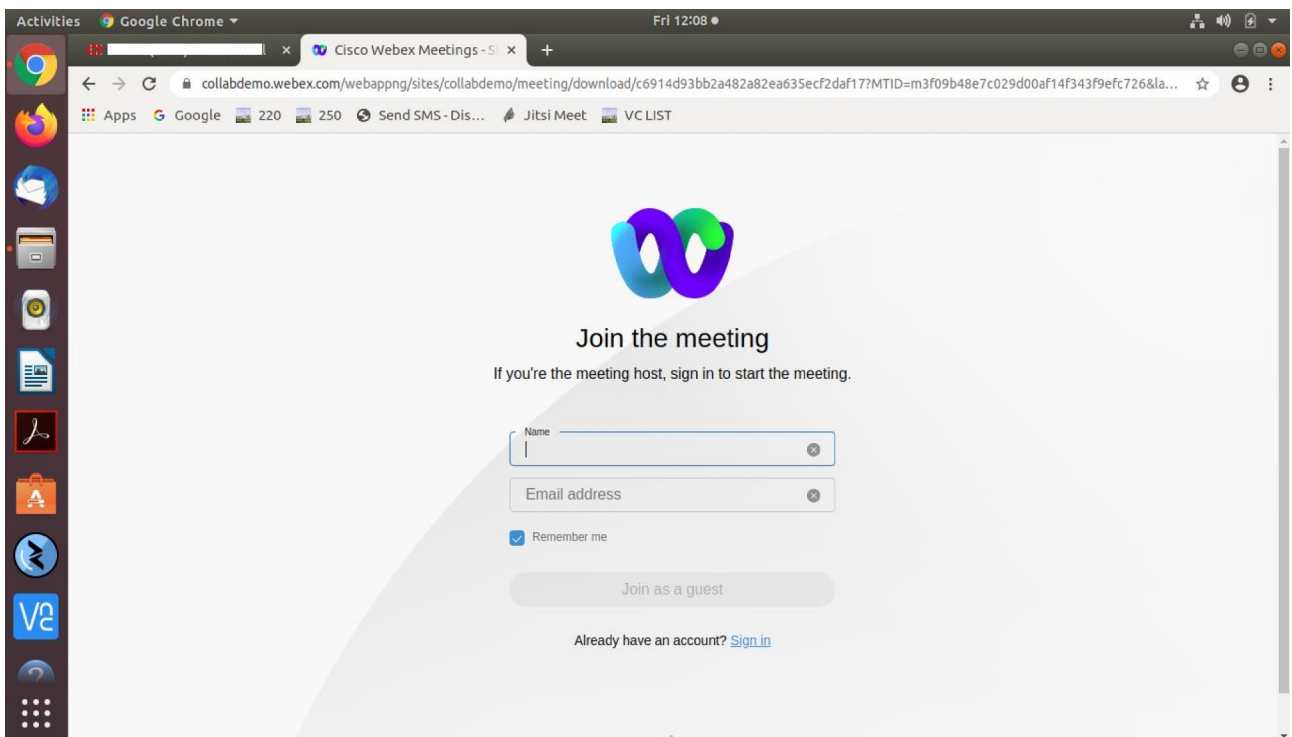 Activities Google Chrome Fri 12:08
Cisco Webex Meetings - S
collabdemo.webex.com/webappng/sites/collabdemo/meeting/download/c6914d93bb2a482a82ea635ecf2daf17?MTID=m3f09b48e7c029d00af14f343f9efc726&la...
Apps Google 220 250 Send SMS - Dis... Jitsi Meet VC LIST
Join the meeting
If you're the meeting host, sign in to start the meeting.
Name
Email address
Remember me
Join as a guest
Already have an account? Sign in